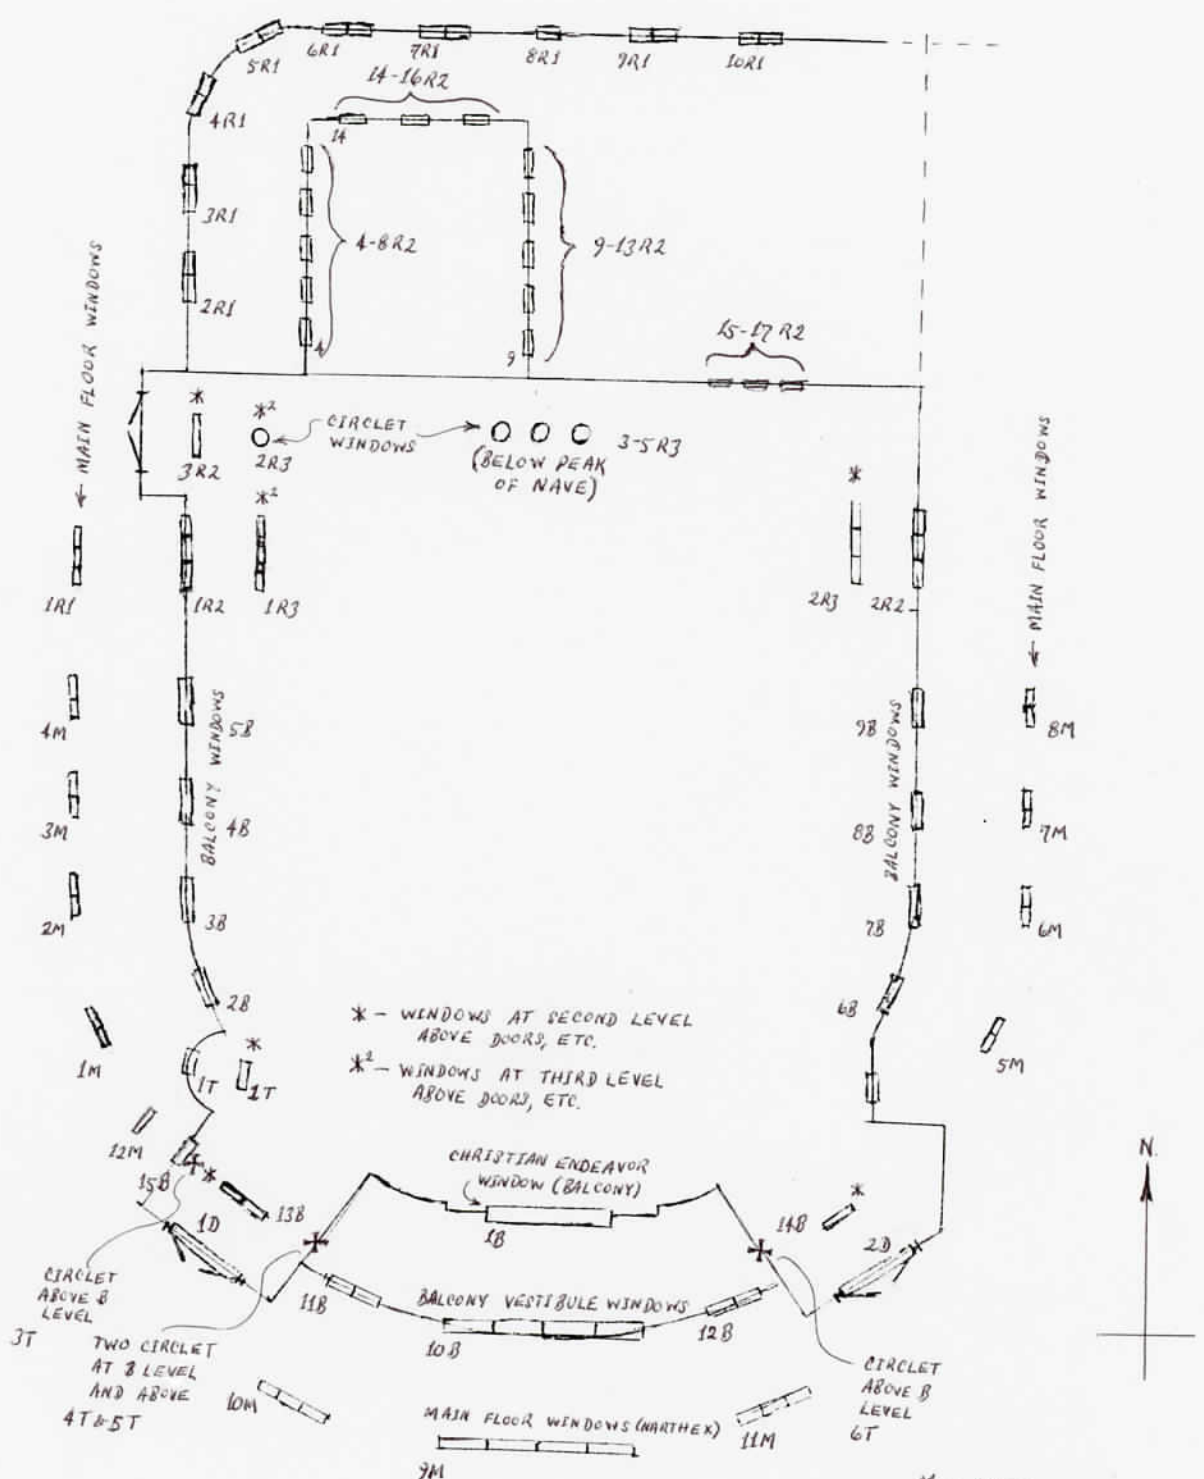 5R1
6R1
7R1
8R1
9R1
10R1
4R1
14-16R2
14
3R1
4-8R2
9-13R2
2R1
4
9
15-17R2
MAIN FLOOR WINDOWS
*
3R2
*²
2R3
CIRCLET
WINDOWS
3-5R3
(BELOW PEAK
OF NAVE)
*
MAIN FLOOR WINDOWS
1R1
1R2
*²
1R3
2R3
2R2
4M
5B
BALCONY WINDOWS
9B
8M
3M
4B
8B
BALCONY WINDOWS
7M
2M
3B
7B
6M
1M
2B
6B
5M
* - WINDOWS AT SECOND LEVEL
ABOVE DOORS, ETC.
*² - WINDOWS AT THIRD LEVEL
ABOVE DOORS, ETC.
1T
*
2T
12M
15B
*
13B
1D
CHRISTIAN ENDEAVOR
WINDOW (BALCONY)
1B
*
14B
2D
N.
CIRCLET
ABOVE B
LEVEL
3T
11B
BALCONY VESTIBULE WINDOWS
10B
12B
TWO CIRCLET
AT B LEVEL
AND ABOVE
4T & 5T
CIRCLET
ABOVE B
LEVEL
6T
10M
MAIN FLOOR WINDOWS (NARTHEX)
9M
11M